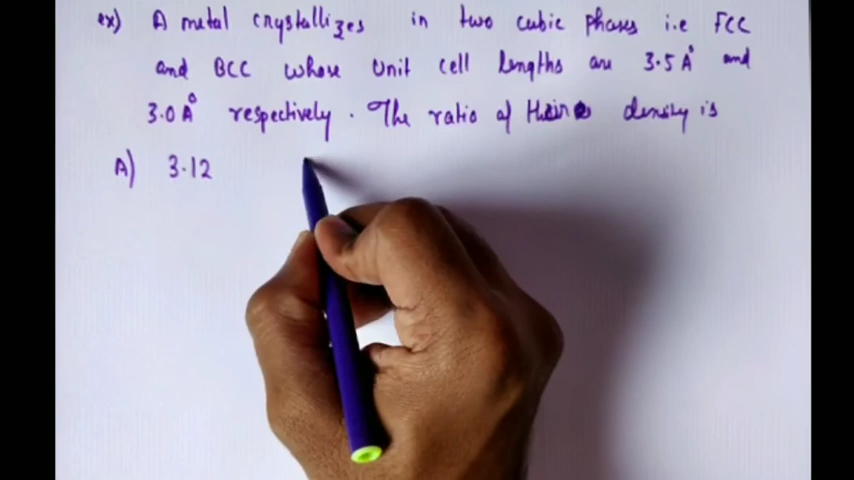 ex) A metal crystallizes in two cubic phases i.e FCC
and BCC whose Unit cell lengths are 3.5 A° and
3.0 A° respectively. The ratio of their density is
A) 3.12